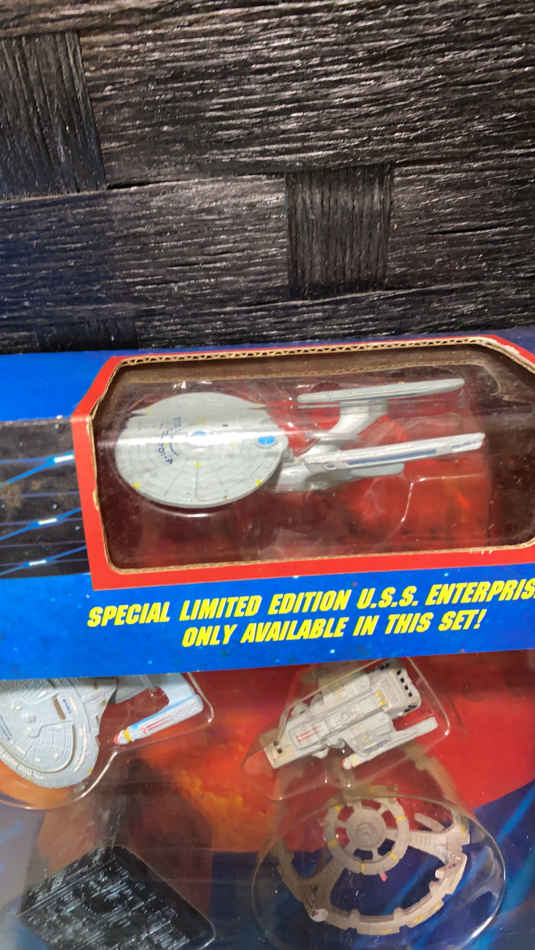 SPECIAL LIMITED EDITION U.S.S. ENTERPRIS
ONLY AVAILABLE IN THIS SET!